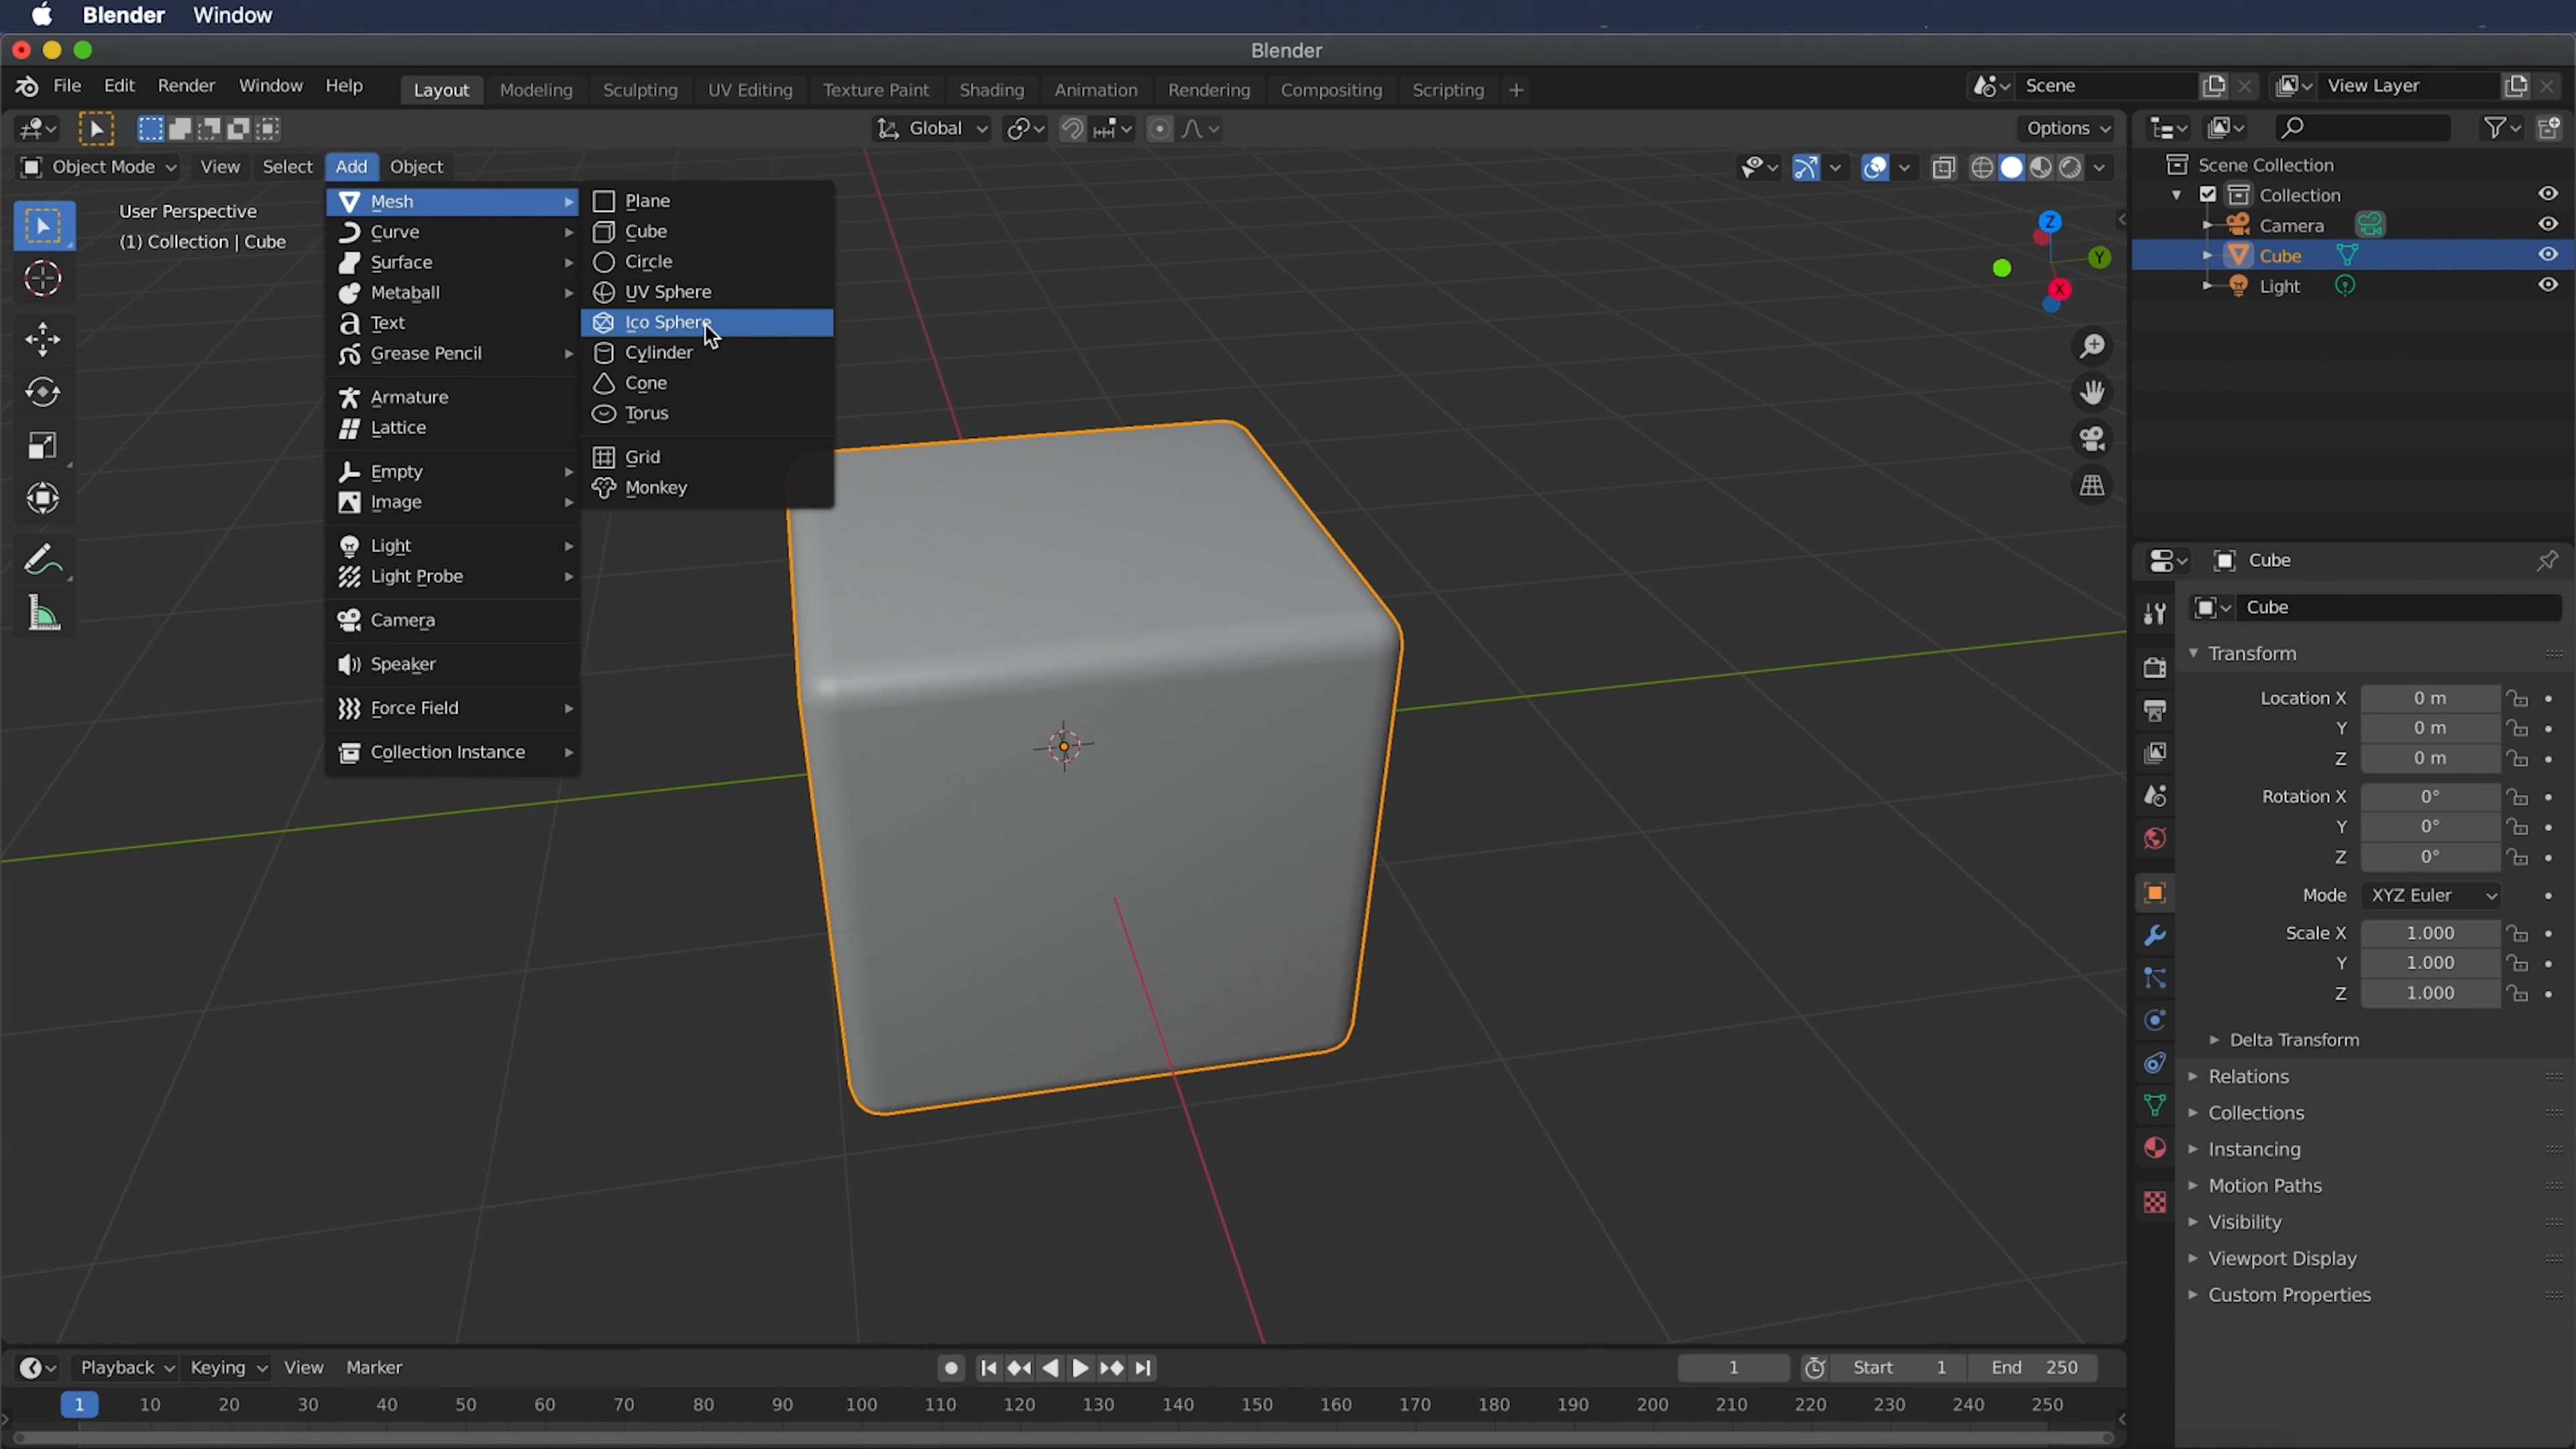 Blender Window
Blender
File Edit Render Window Help Layout Modeling Sculpting UV Editing Texture Paint Shading Animation Rendering Compositing Scripting + Scene View Layer
Global Options
Object Mode View Select Add Object
User Perspective
(1) Collection | Cube
Mesh
Curve
Surface
Metaball
Text
Grease Pencil
Armature
Lattice
Empty
Image
Light
Light Probe
Camera
Speaker
Force Field
Collection Instance
Plane
Cube
Circle
UV Sphere
Ico Sphere
Cylinder
Cone
Torus
Grid
Monkey
Z
Y
X
Scene Collection
Collection
Camera
Cube
Light
Cube
Cube
Transform
Location X 0 m
Y 0 m
Z 0 m
Rotation X 0°
Y 0°
Z 0°
Mode XYZ Euler
Scale X 1.000
Y 1.000
Z 1.000
Delta Transform
Relations
Collections
Instancing
Motion Paths
Visibility
Viewport Display
Custom Properties
Playback Keying View Marker 1 Start 1 End 250
1 10 20 30 40 50 60 70 80 90 100 110 120 130 140 150 160 170 180 190 200 210 220 230 240 250